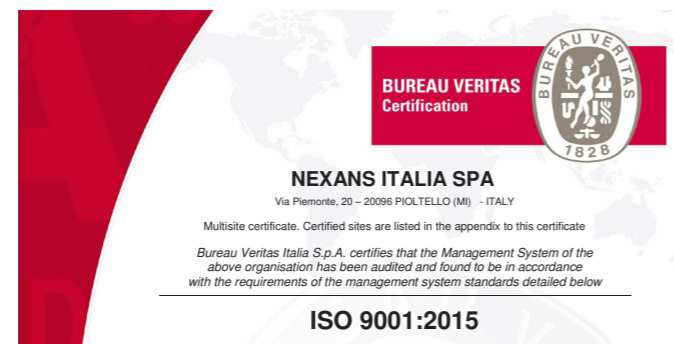 BUREAU VERITAS
Certification
BUREAU VERITAS
1828
NEXANS ITALIA SPA
Via Piemonte, 20 – 20096 PIOLTELLO (MI) - ITALY
Multisite certificate. Certified sites are listed in the appendix to this certificate
Bureau Veritas Italia S.p.A. certifies that the Management System of the
above organisation has been audited and found to be in accordance
with the requirements of the management system standards detailed below
ISO 9001:2015